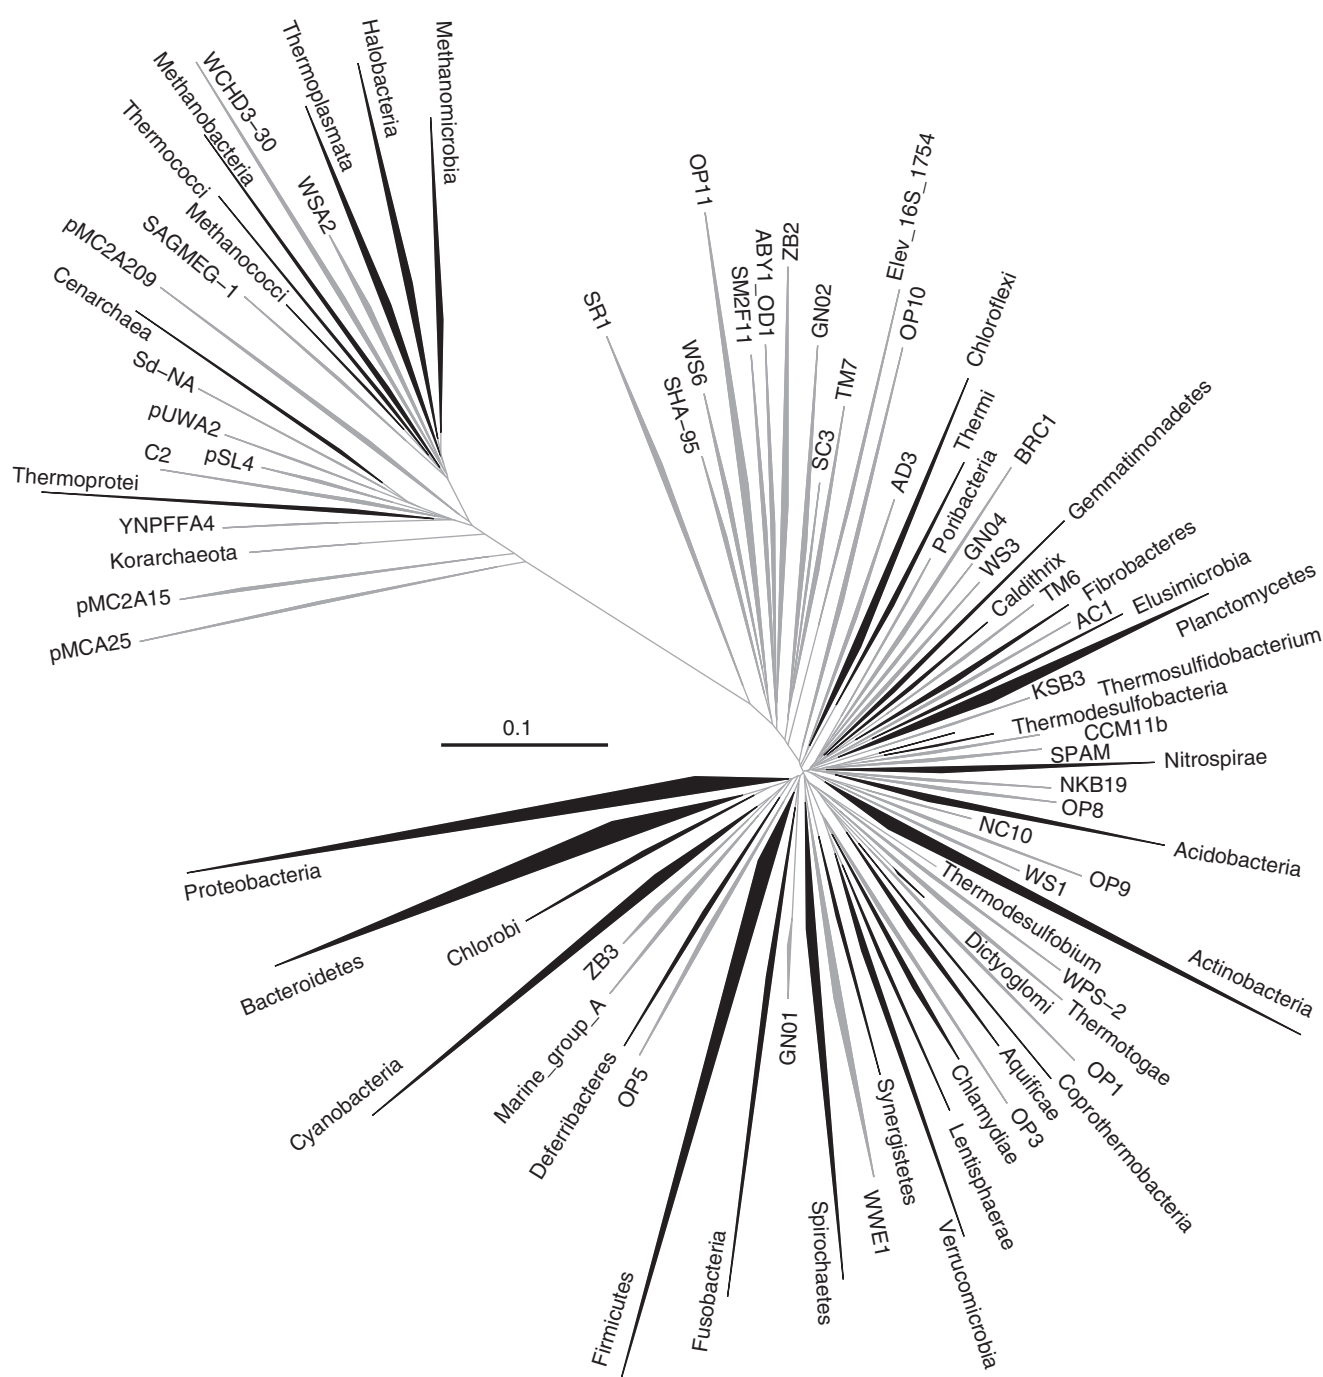 Methanomicrobia
Halobacteria
Thermoplasmata
WCHD3–30
Methanobacteria
WSA2
Thermococci
Methanococci
SAGMEG–1
pMC2A209
Cenarchaea
Sd–NA
pUWA2
pSL4
C2
Thermoprotei
YNPFFA4
Korarchaeota
pMC2A15
pMCA25
SR1
OP11
WS6
SHA–95
SM2F11
ABY1_OD1
ZB2
GN02
TM7
SC3
Elev_16S_1754
OP10
AD3
Chloroflexi
Thermi
Poribacteria
BRC1
GN04
WS3
Gemmatimonadetes
Caldithrix
TM6
Fibrobacteres
AC1
Elusimicrobia
Planctomycetes
KSB3
Thermosulfidobacterium
Thermodesulfobacteria
CCM11b
SPAM
Nitrospirae
NKB19
OP8
NC10
Acidobacteria
OP9
WS1
Actinobacteria
Thermodesulfobium
WPS–2
Dictyoglomi
Thermotogae
OP1
Coprothermobacteria
Aquificae
OP3
Chlamydiae
Lentisphaerae
Verrucomicrobia
Synergistetes
WWE1
Spirochaetes
GN01
Fusobacteria
Firmicutes
OP5
Deferribacteres
Marine_group_A
ZB3
Cyanobacteria
Chlorobi
Bacteroidetes
Proteobacteria
0.1